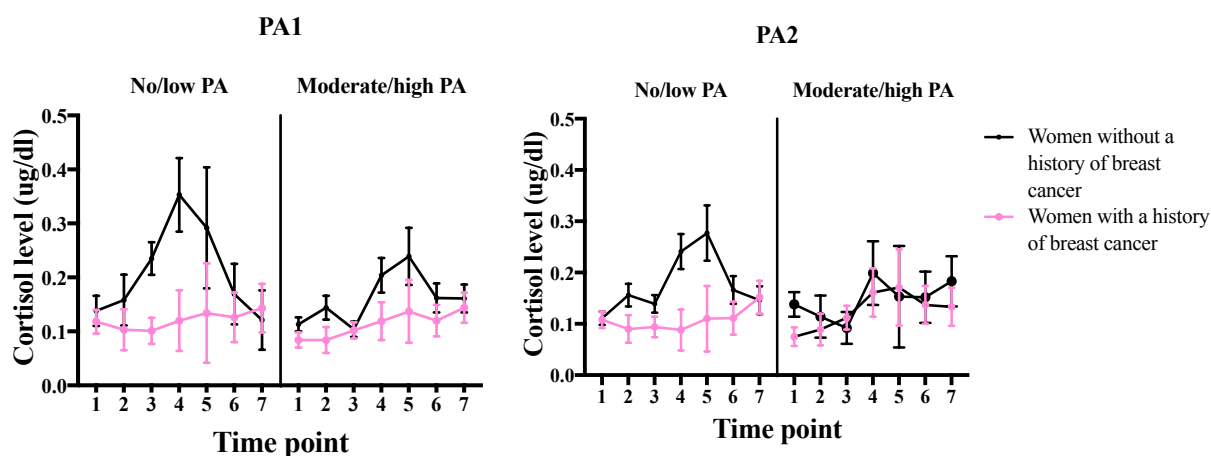 PA1
No/low PA
Moderate/high PA
Cortisol level (ug/dl)
0.5
0.4
0.3
0.2
0.1
0.0
1 2 3 4 5 6 7
1 2 3 4 5 6 7
Time point
PA2
No/low PA
Moderate/high PA
Cortisol level (ug/dl)
0.5
0.4
0.3
0.2
0.1
0.0
1 2 3 4 5 6 7
1 2 3 4 5 6 7
Time point
Women without a
history of breast
cancer
Women with a history
of breast cancer